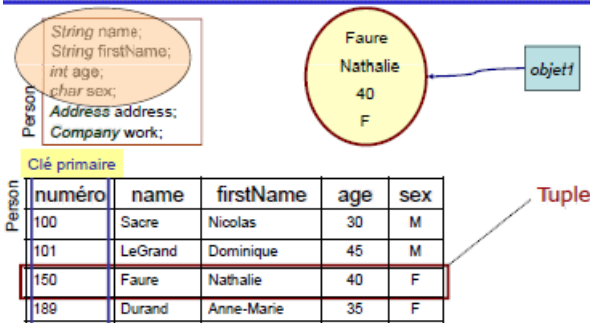 String name;
String firstName;
int age;
char sex;
Address address;
Company work;
Person
Faure
Nathalie
40
F
objet1
Clé primaire
Person
numéro name firstName age sex
100 Sacre Nicolas 30 M
101 LeGrand Dominique 45 M
150 Faure Nathalie 40 F
189 Durand Anne-Marie 35 F
Tuple